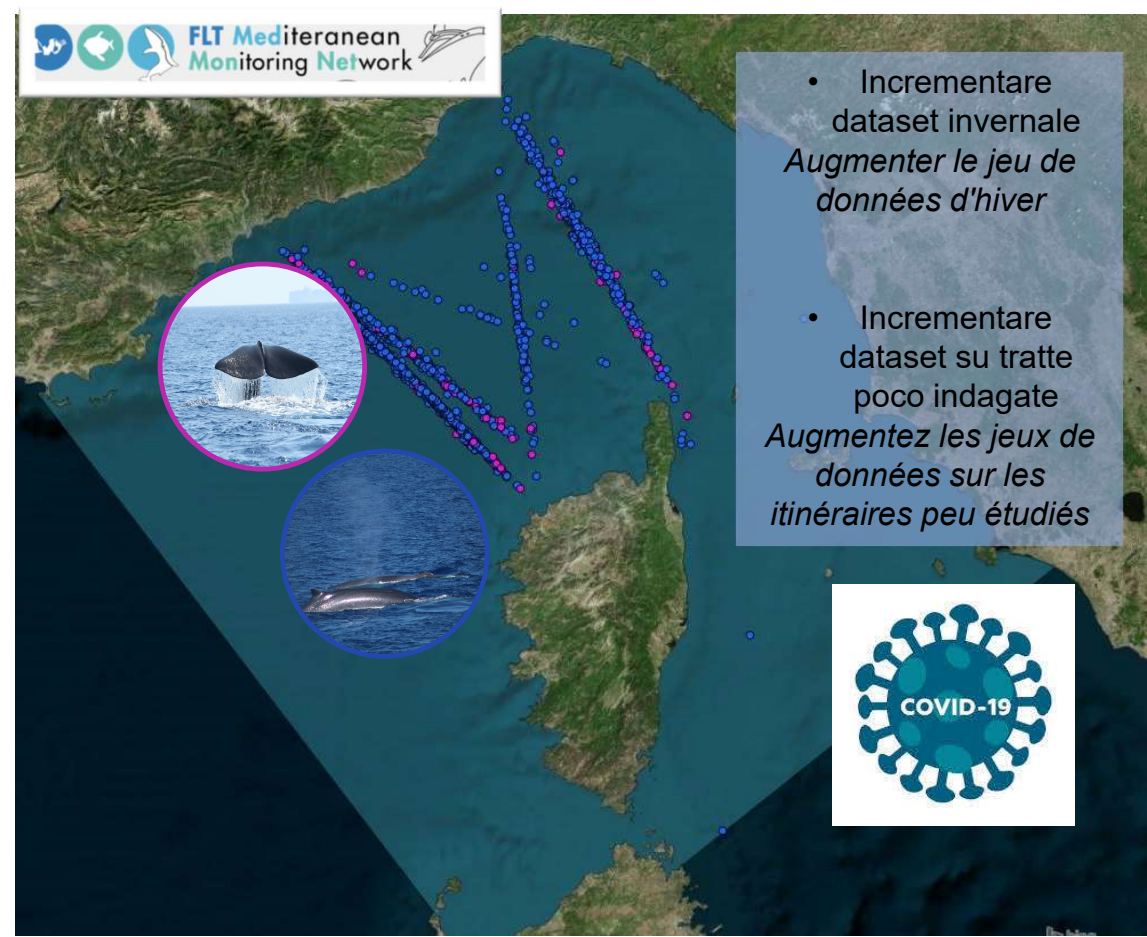 FLT Mediteranean
Monitoring Network
• Incrementare
dataset invernale
Augmenter le jeu de
données d'hiver
• Incrementare
dataset su tratte
poco indagate
Augmentez les jeux de
données sur les
itinéraires peu étudiés
COVID-19